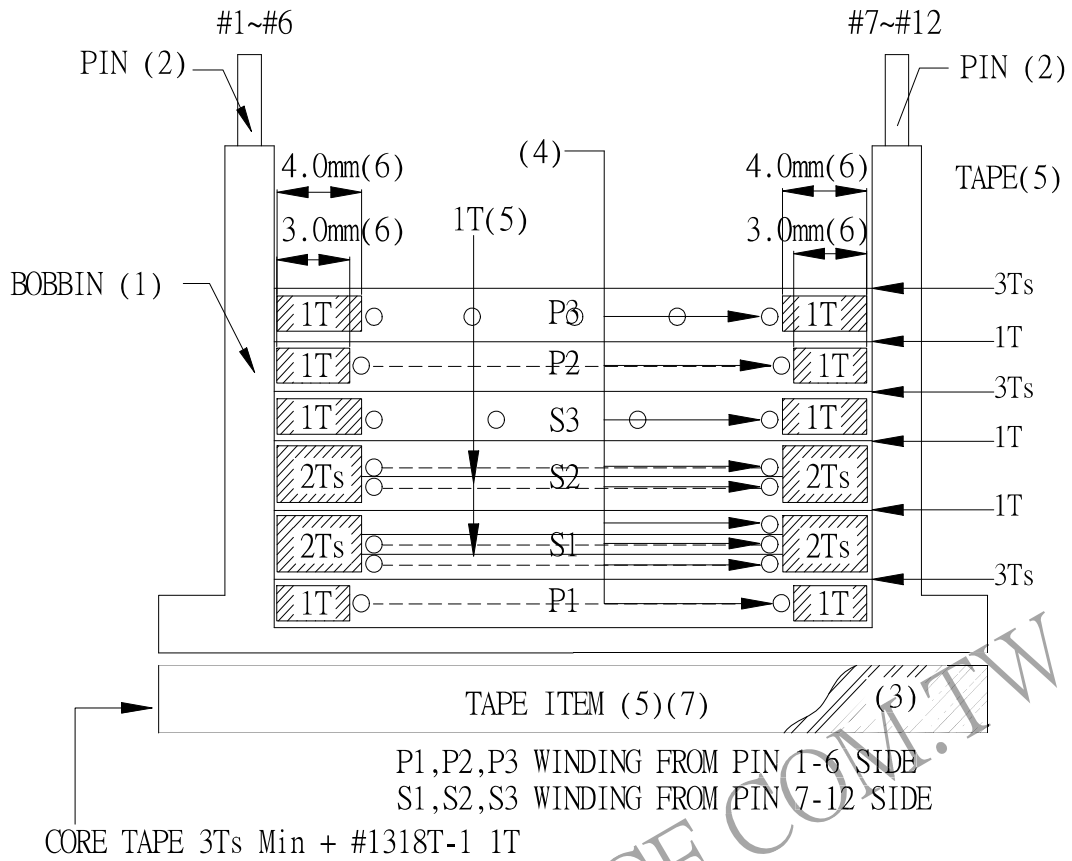 #1~#6
#7~#12
PIN (2)
PIN (2)
(4)
4.0mm(6)
4.0mm(6)
TAPE(5)
3.0mm(6)
1T(5)
3.0mm(6)
BOBBIN (1)
3Ts
1T P3 1T
1T
1T P2 1T
3Ts
1T S3 1T
1T
2Ts S2 2Ts
1T
2Ts S1 2Ts
3Ts
1T P1 1T
TAPE ITEM (5)(7)
(3)
P1,P2,P3 WINDING FROM PIN 1-6 SIDE
S1,S2,S3 WINDING FROM PIN 7-12 SIDE
CORE TAPE 3Ts Min + #1318T-1 1T
COM.TW